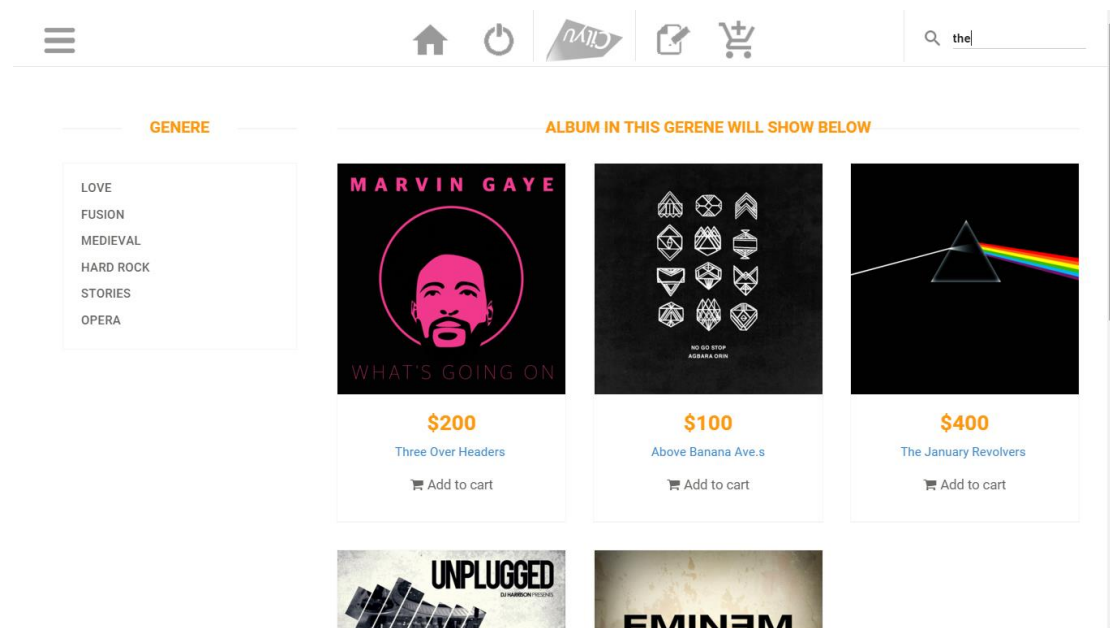 CityU
the
GENERE
ALBUM IN THIS GERENE WILL SHOW BELOW
LOVE
FUSION
MEDIEVAL
HARD ROCK
STORIES
OPERA
MARVIN GAYE
WHAT'S GOING ON
$200
Three Over Headers
Add to cart
NO GO STOP
AGBARA ORIN
$100
Above Banana Ave.s
Add to cart
$400
The January Revolvers
Add to cart
UNPLUGGED
DJ HARRISON PRESENTS
EMINEM